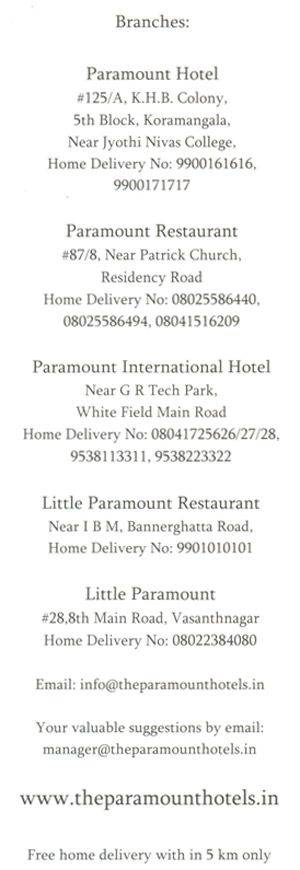 Branches:
Paramount Hotel
#125/A, K.H.B. Colony,
5th Block, Koramangala,
Near Jyothi Nivas College,
Home Delivery No: 9900161616,
9900171717
Paramount Restaurant
#87/8, Near Patrick Church,
Residency Road
Home Delivery No: 08025586440,
08025586494, 08041516209
Paramount International Hotel
Near G R Tech Park,
White Field Main Road
Home Delivery No: 08041725626/27/28,
9538113311, 9538223322
Little Paramount Restaurant
Near I B M, Bannerghatta Road,
Home Delivery No: 9901010101
Little Paramount
#28,8th Main Road, Vasanthnagar
Home Delivery No: 08022384080
Email: info@theparamounthotels.in
Your valuable suggestions by email:
manager@theparamounthotels.in
www.theparamounthotels.in
Free home delivery with in 5 km only